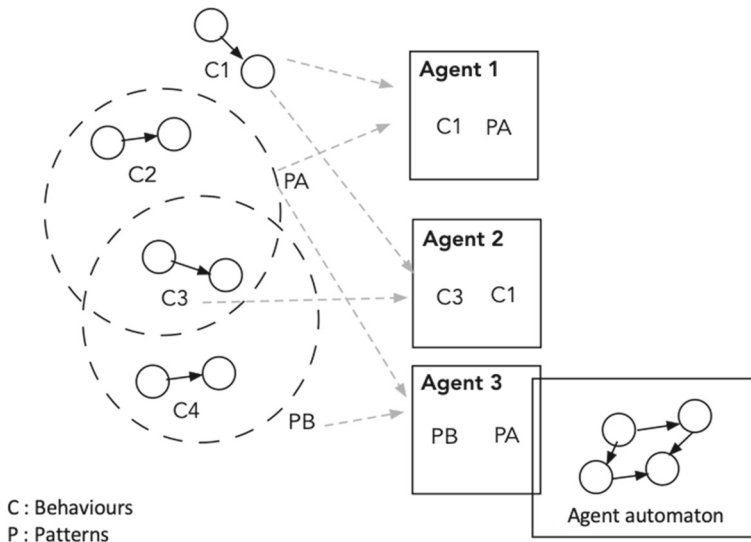 C1
C2
PA
C3
C4
PB
Agent 1
C1 PA
Agent 2
C3 C1
Agent 3
PB PA
Agent automaton
C : Behaviours
P : Patterns